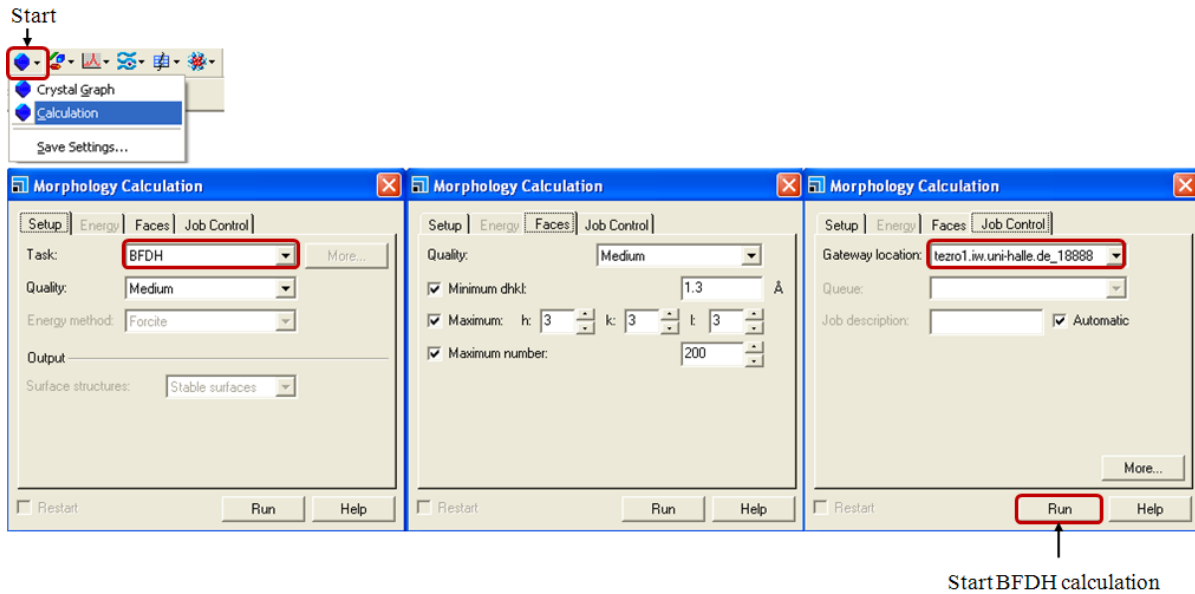 Start
Crystal Graph
Calculation
Save Settings...
Morphology Calculation
Setup Energy Faces Job Control
Task: BFDH More...
Quality: Medium
Energy method: Forcite
Output
Surface structures: Stable surfaces
Restart Run Help
Morphology Calculation
Setup Energy Faces Job Control
Quality: Medium
Minimum dhkl: 1.3 Å
Maximum: h: 3 k: 3 l: 3
Maximum number: 200
Restart Run Help
Morphology Calculation
Setup Energy Faces Job Control
Gateway location: tezro1.iw.uni-halle.de_18888
Queue:
Job description: Automatic
More...
Restart Run Help
Start BFDH calculation